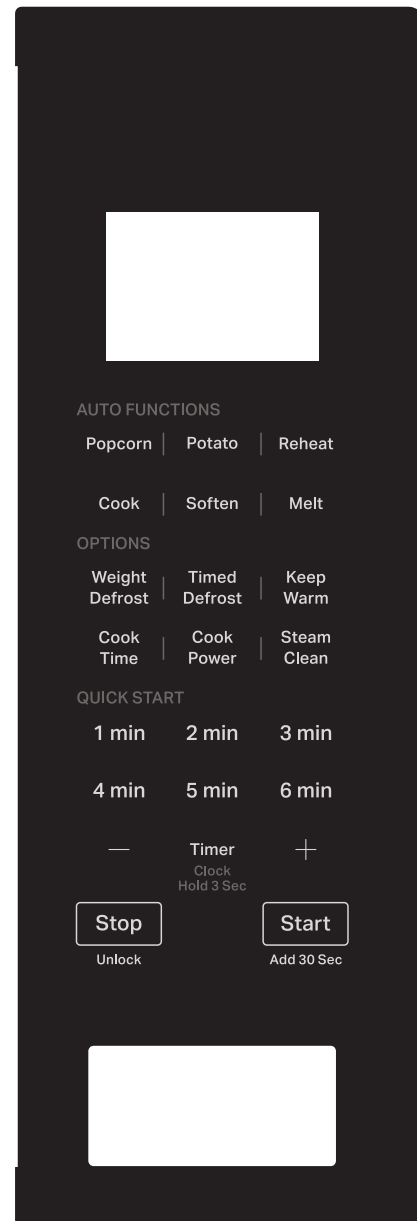 AUTO FUNCTIONS
Popcorn Potato Reheat
Cook Soften Melt
OPTIONS
Weight Timed Keep
Defrost Defrost Warm
Cook Cook Steam
Time Power Clean
QUICK START
1 min 2 min 3 min
4 min 5 min 6 min
— Timer +
Clock
Hold 3 Sec
Stop Start
Unlock Add 30 Sec